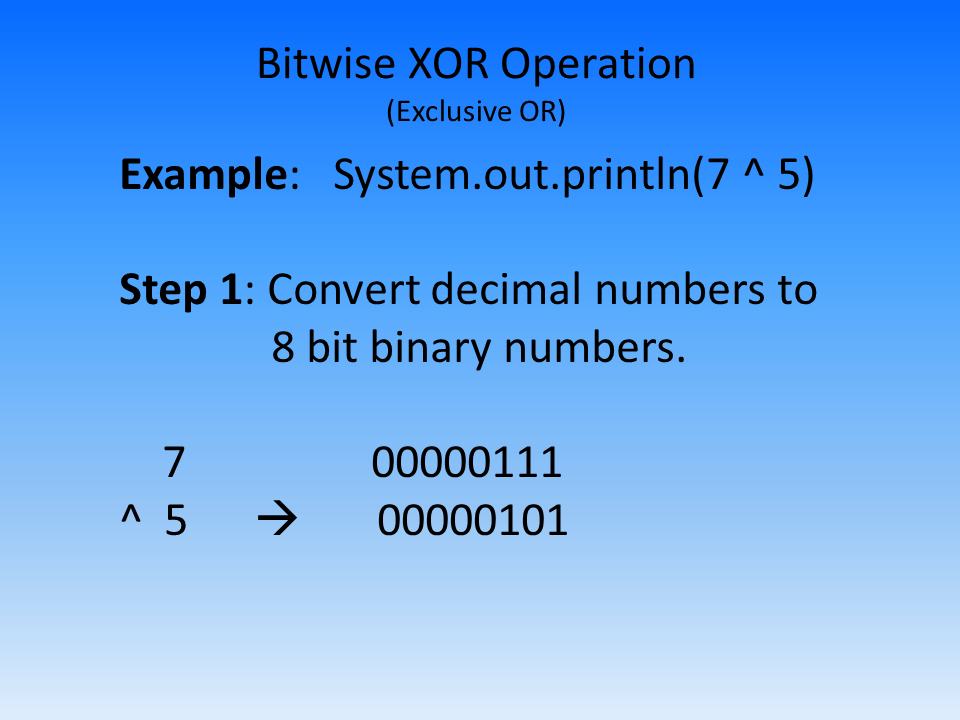 Bitwise XOR Operation
(Exclusive OR)
Example: System.out.println(7 ^ 5)
Step 1: Convert decimal numbers to
8 bit binary numbers.
7 00000111
^ 5 → 00000101